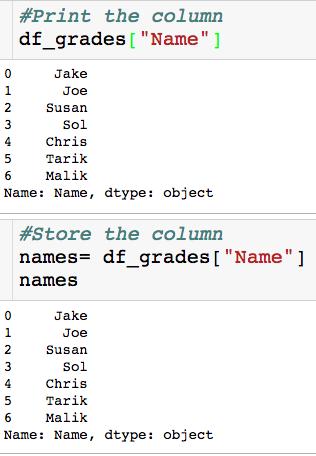 #Print the column
df_grades["Name"]
0 Jake
1 Joe
2 Susan
3 Sol
4 Chris
5 Tarik
6 Malik
Name: Name, dtype: object
#Store the column
names= df_grades["Name"]
names
0 Jake
1 Joe
2 Susan
3 Sol
4 Chris
5 Tarik
6 Malik
Name: Name, dtype: object